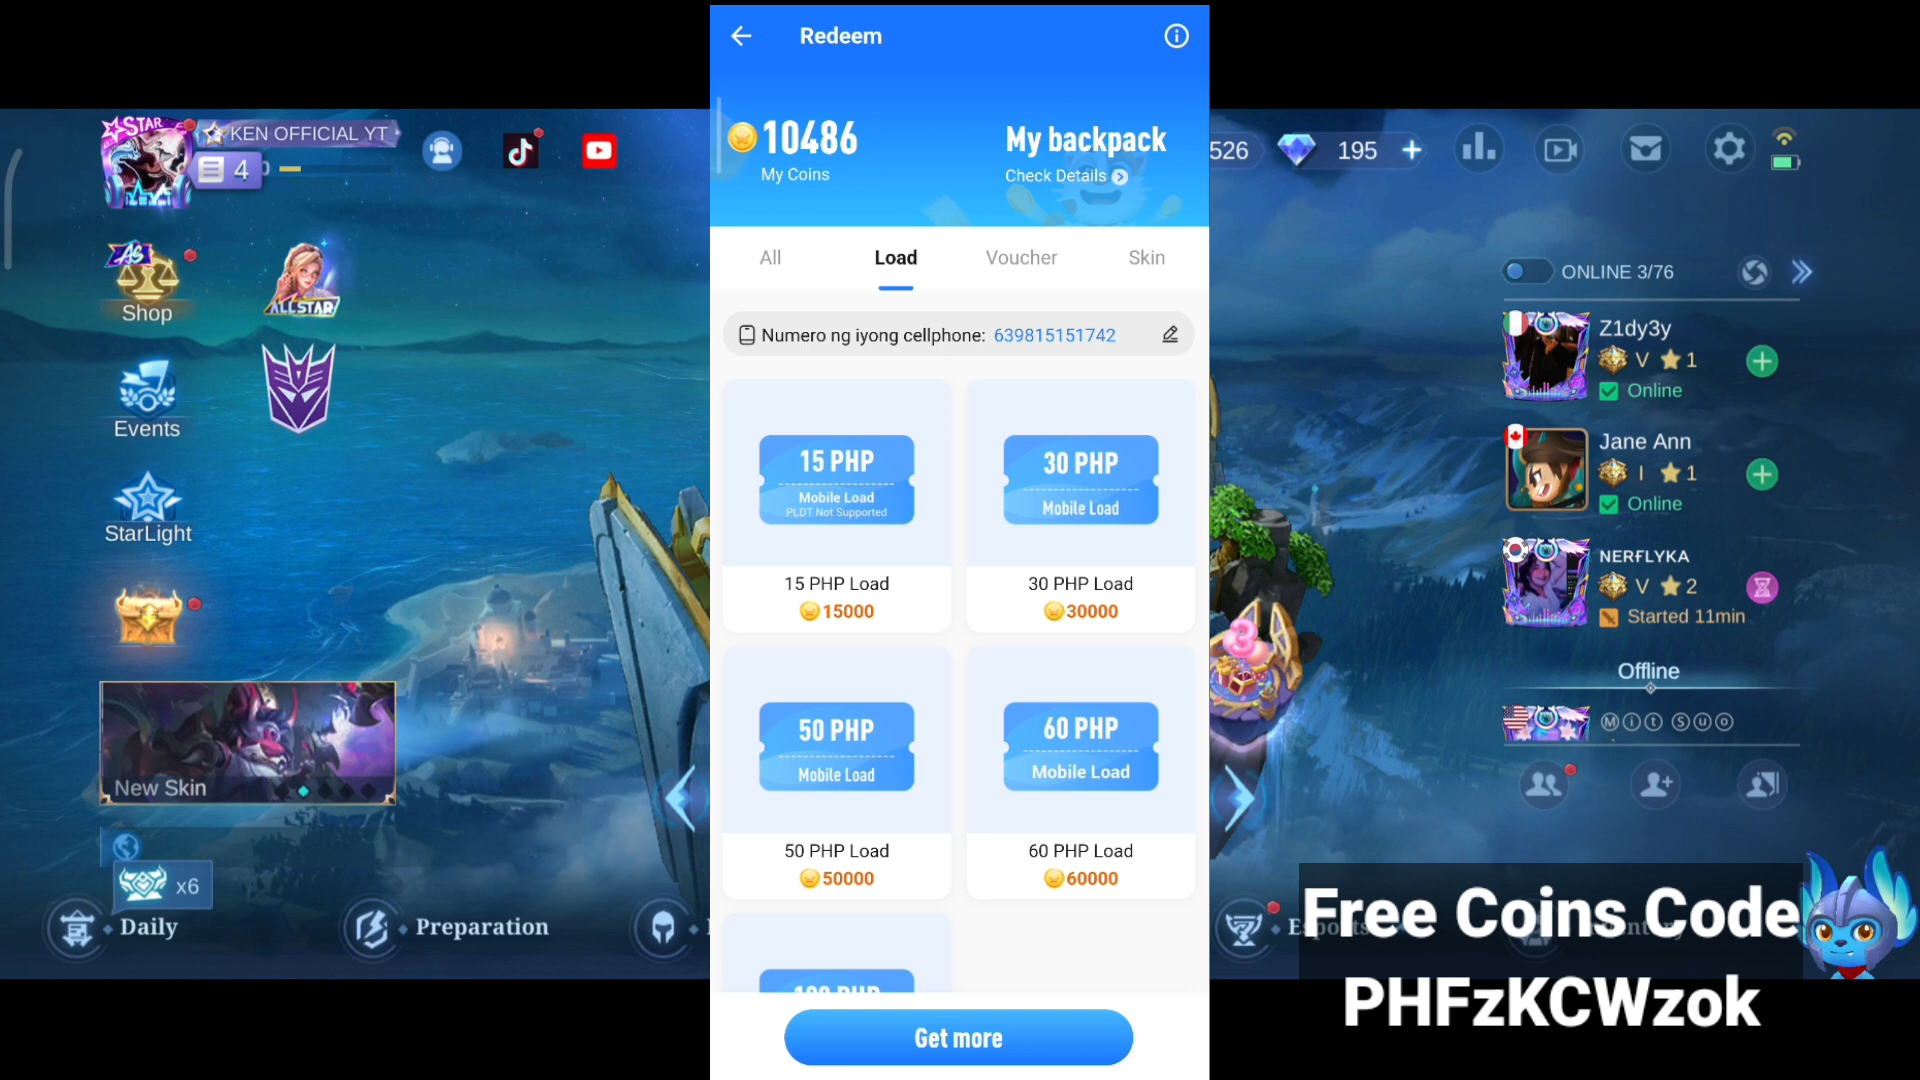 STAR
KEN OFFICIAL YT
4
Shop
ALLSTAR
Events
StarLight
New Skin
x6
Daily
Preparation
Redeem
10486
My Coins
My backpack
Check Details
All
Load
Voucher
Skin
Numero ng iyong cellphone: 639815151742
15 PHP
Mobile Load
PLDT Not Supported
15 PHP Load
15000
30 PHP
Mobile Load
30 PHP Load
30000
50 PHP
Mobile Load
50 PHP Load
50000
60 PHP
Mobile Load
60 PHP Load
60000
Get more
526
195
ONLINE 3/76
Z1dy3y
V 1
Online
Jane Ann
I 1
Online
NERFLYKA
V 2
Started 11min
Offline
Ⓜⓘⓣ Ⓢⓤⓞ
Free Coins Code
PHFzKCWzok